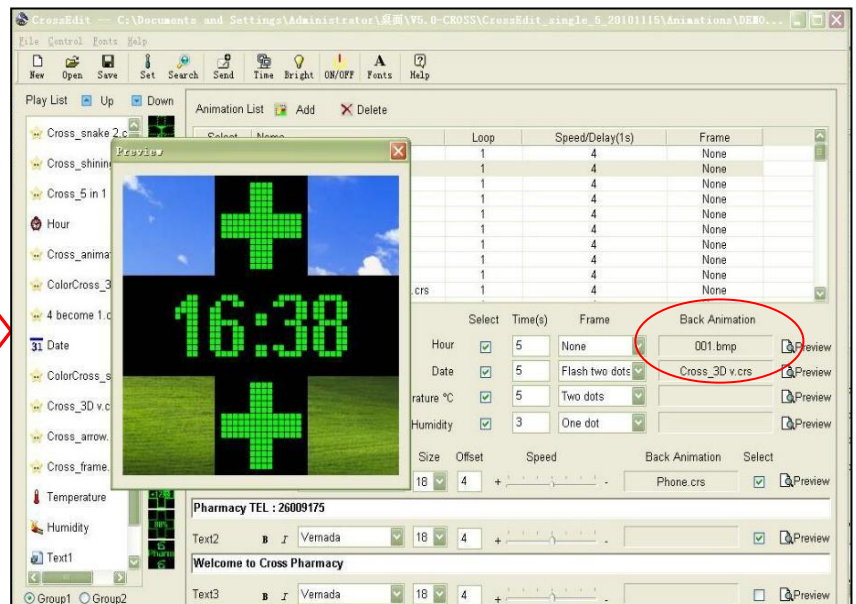 CrossEdit -- C:\Documents and Settings\Administrator\桌面\V5.0-CROSS\CrossEdit_single_5_20101115\Animations\DEMO...
File Control Fonts Help
New Open Save Set Search Send Time Bright ON/OFF Fonts Help
Play List Up Down
Animation List Add Delete
Select Name Loop Speed/Delay(1s) Frame
Cross_snake 2.c
Preview
1 4 None
Cross_shining
1 4 None
1 4 None
Cross_5 in 1
1 4 None
1 4 None
Hour
1 4 None
1 4 None
Cross_anima
1 4 None
1 4 None
ColorCross_3
.crs 1 4 None
16:38
4 become 1.c
Select Time(s) Frame Back Animation
31 Date
Hour 5 None 001.bmp Preview
ColorCross_s
Date 5 Flash two dots Cross_3D v.crs Preview
Cross_3D v.c
rature °C 5 Two dots Preview
Cross_arrow.
Humidity 3 One dot Preview
Cross_frame.
Size Offset Speed Back Animation Select
18 4 + - Phone.crs Preview
Temperature
Pharmacy TEL : 26009175
Humidity
Text2 B I Vernada 18 4 + - Preview
Text1
Welcome to Cross Pharmacy
Group1 Group2
Text3 B I Vernada 18 4 + - Preview